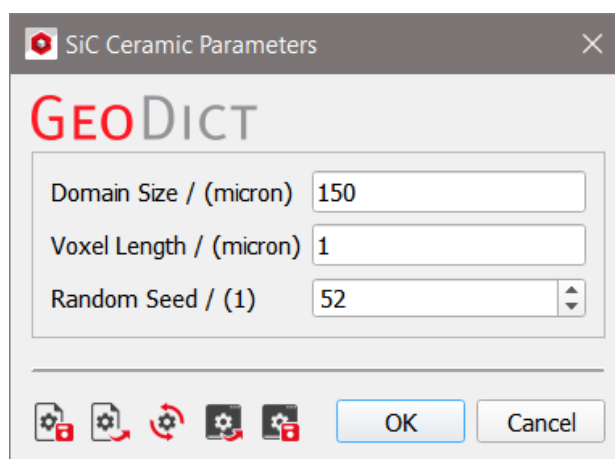 SiC Ceramic Parameters
GEODICT
Domain Size / (micron) 150
Voxel Length / (micron) 1
Random Seed / (1) 52
OK Cancel